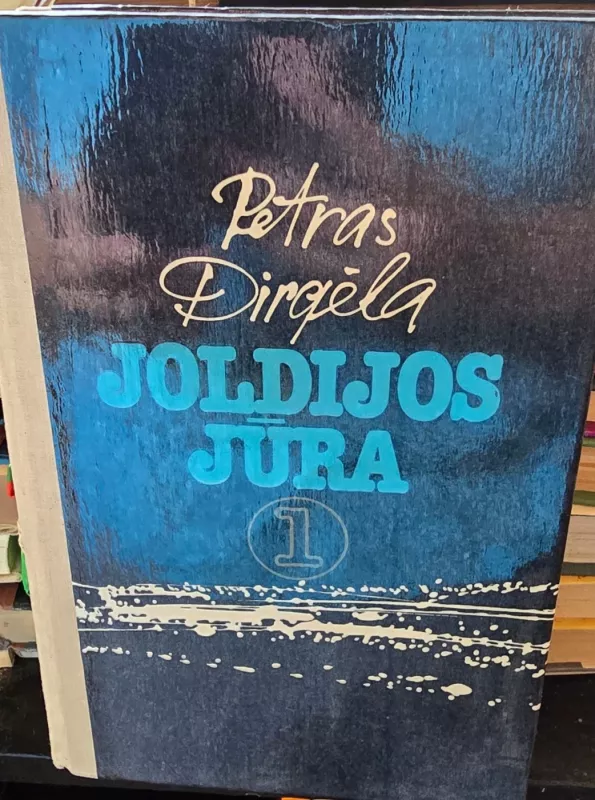 Petras
Dirgėla
JOLDIJOS
JŪRA
1